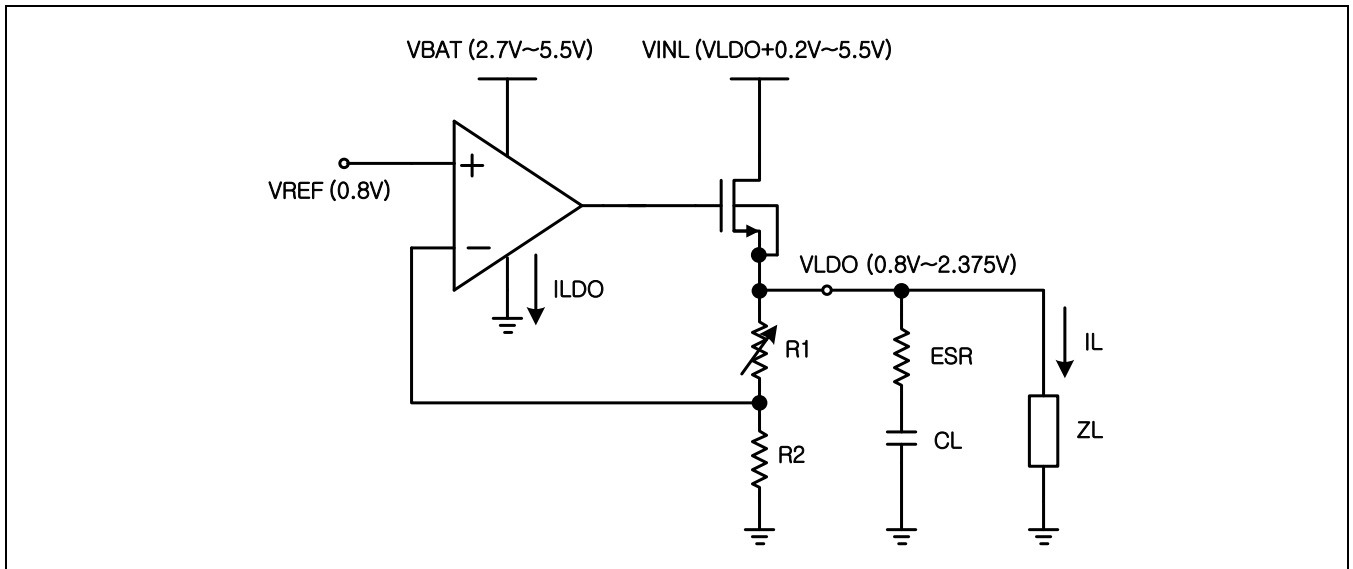 VBAT (2.7V~5.5V)
VINL (VLDO+0.2V~5.5V)
+
VREF (0.8V)
−
ILDO
VLDO (0.8V~2.375V)
R1
ESR
IL
R2
CL
ZL